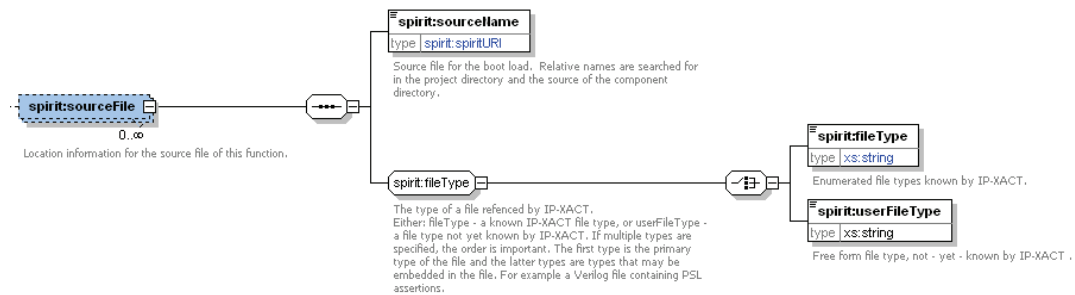 spirit:sourceName
type spirit:spiritURI
Source file for the boot load. Relative names are searched for
in the project directory and the source of the component
directory.
spirit:sourceFile
0..∞
Location information for the source file of this function.
spirit:fileType
The type of a file refenced by IP-XACT.
Either: fileType - a known IP-XACT file type, or userFileType -
a file type not yet known by IP-XACT. If multiple types are
specified, the order is important. The first type is the primary
type of the file and the latter types are types that may be
embedded in the file. For example a Verilog file containing PSL
assertions.
spirit:fileType
type xs:string
Enumerated file types known by IP-XACT.
spirit:userFileType
type xs:string
Free form file type, not - yet - known by IP-XACT .